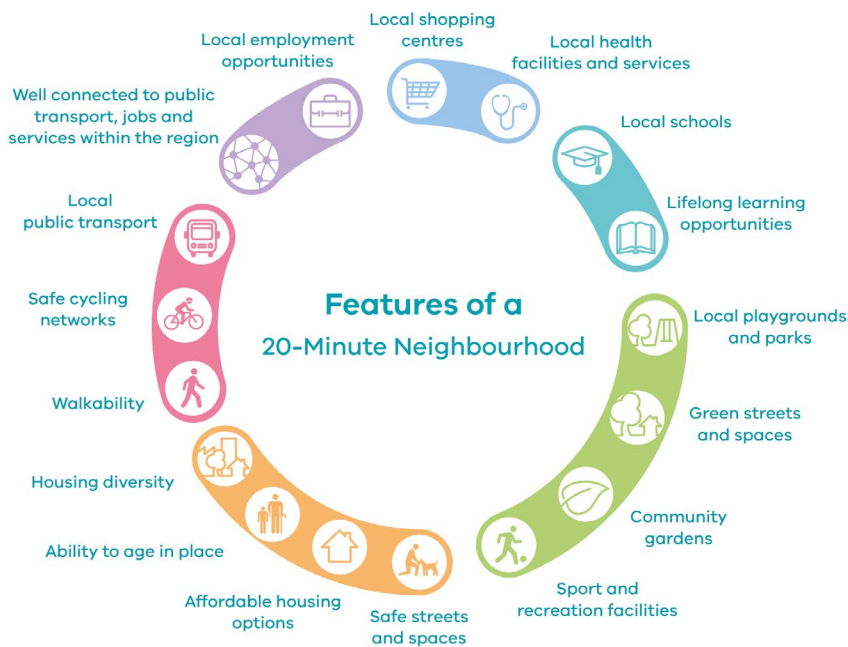 Local shopping
centres
Local health
facilities and services
Local schools
Lifelong learning
opportunities
Local playgrounds
and parks
Green streets
and spaces
Community
gardens
Sport and
recreation facilities
Safe streets
and spaces
Affordable housing
options
Ability to age in place
Housing diversity
Walkability
Safe cycling
networks
Local
public transport
Well connected to public
transport, jobs and
services within the region
Local employment
opportunities
Features of a
20-Minute Neighbourhood